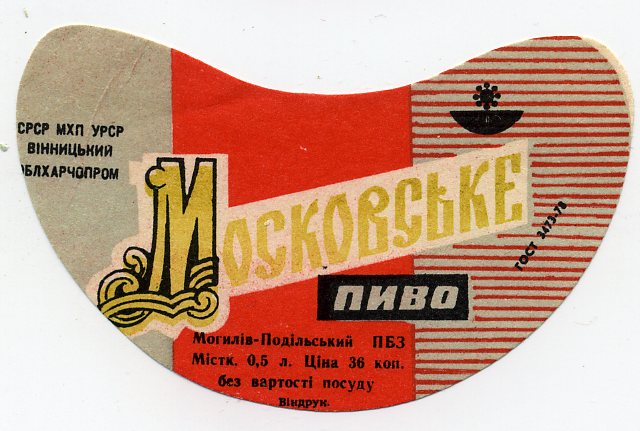 СРСР МХП УРСР
ВІННИЦЬКИЙ
ОБЛХАРЧОПРОМ
МОСКОВСЬКЕ
ПИВО
ГОСТ 3473-78
Могилів-Подільський ПБЗ
Містк. 0,5 л. Ціна 36 коп.
без вартості посуду
Віндрук.